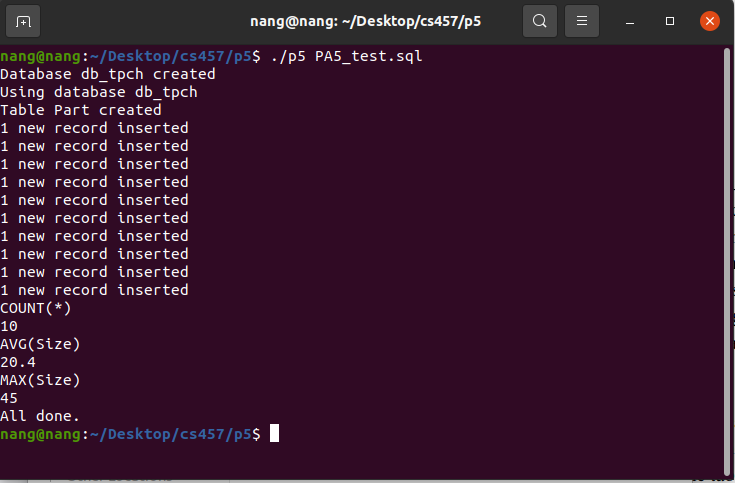 nang@nang: ~/Desktop/cs457/p5
nang@nang:~/Desktop/cs457/p5$ ./p5 PA5_test.sql
Database db_tpch created
Using database db_tpch
Table Part created
1 new record inserted
1 new record inserted
1 new record inserted
1 new record inserted
1 new record inserted
1 new record inserted
1 new record inserted
1 new record inserted
1 new record inserted
1 new record inserted
COUNT(*)
10
AVG(Size)
20.4
MAX(Size)
45
All done.
nang@nang:~/Desktop/cs457/p5$